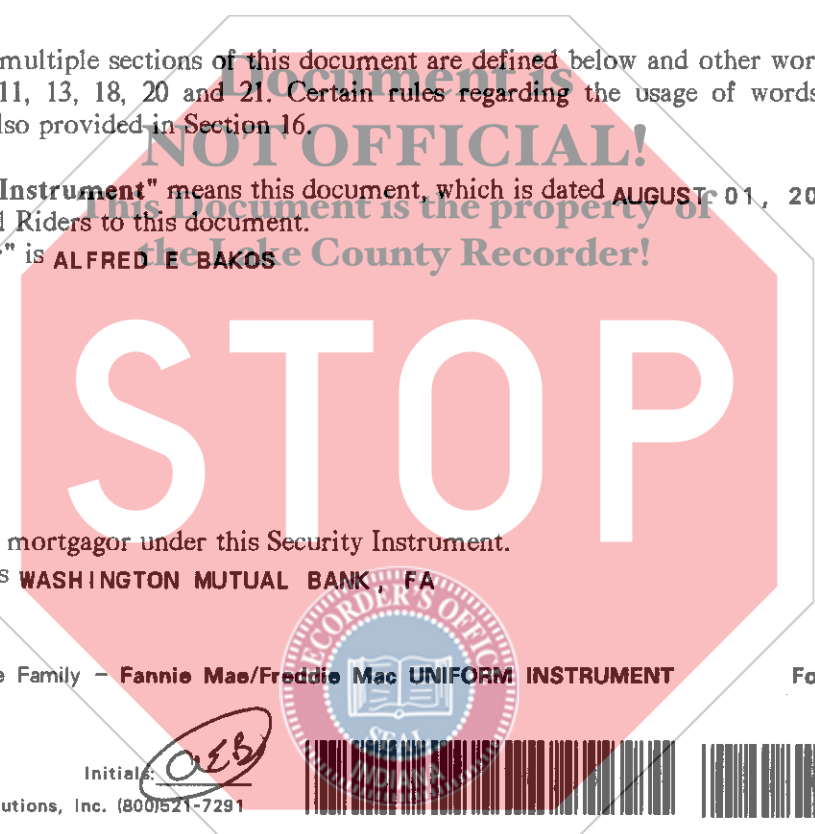 multiple sections of this document are defined below and other wor
11, 13, 18, 20 and 21. Certain rules regarding the usage of words
lso provided in Section 16.
Document is
NOT OFFICIAL!
This Document is the property of
the Lake County Recorder!
Instrument" means this document, which is dated AUGUST 01, 20
l Riders to this document.
" is ALFRED E BAKOS
STOP
mortgagor under this Security Instrument.
s WASHINGTON MUTUAL BANK, FA
RECORDER'S OFFICE
SEAL
INDIANA
e Family – Fannie Mae/Freddie Mac UNIFORM INSTRUMENT Fo
Initials: AEB
utions, Inc. (800)521-7291